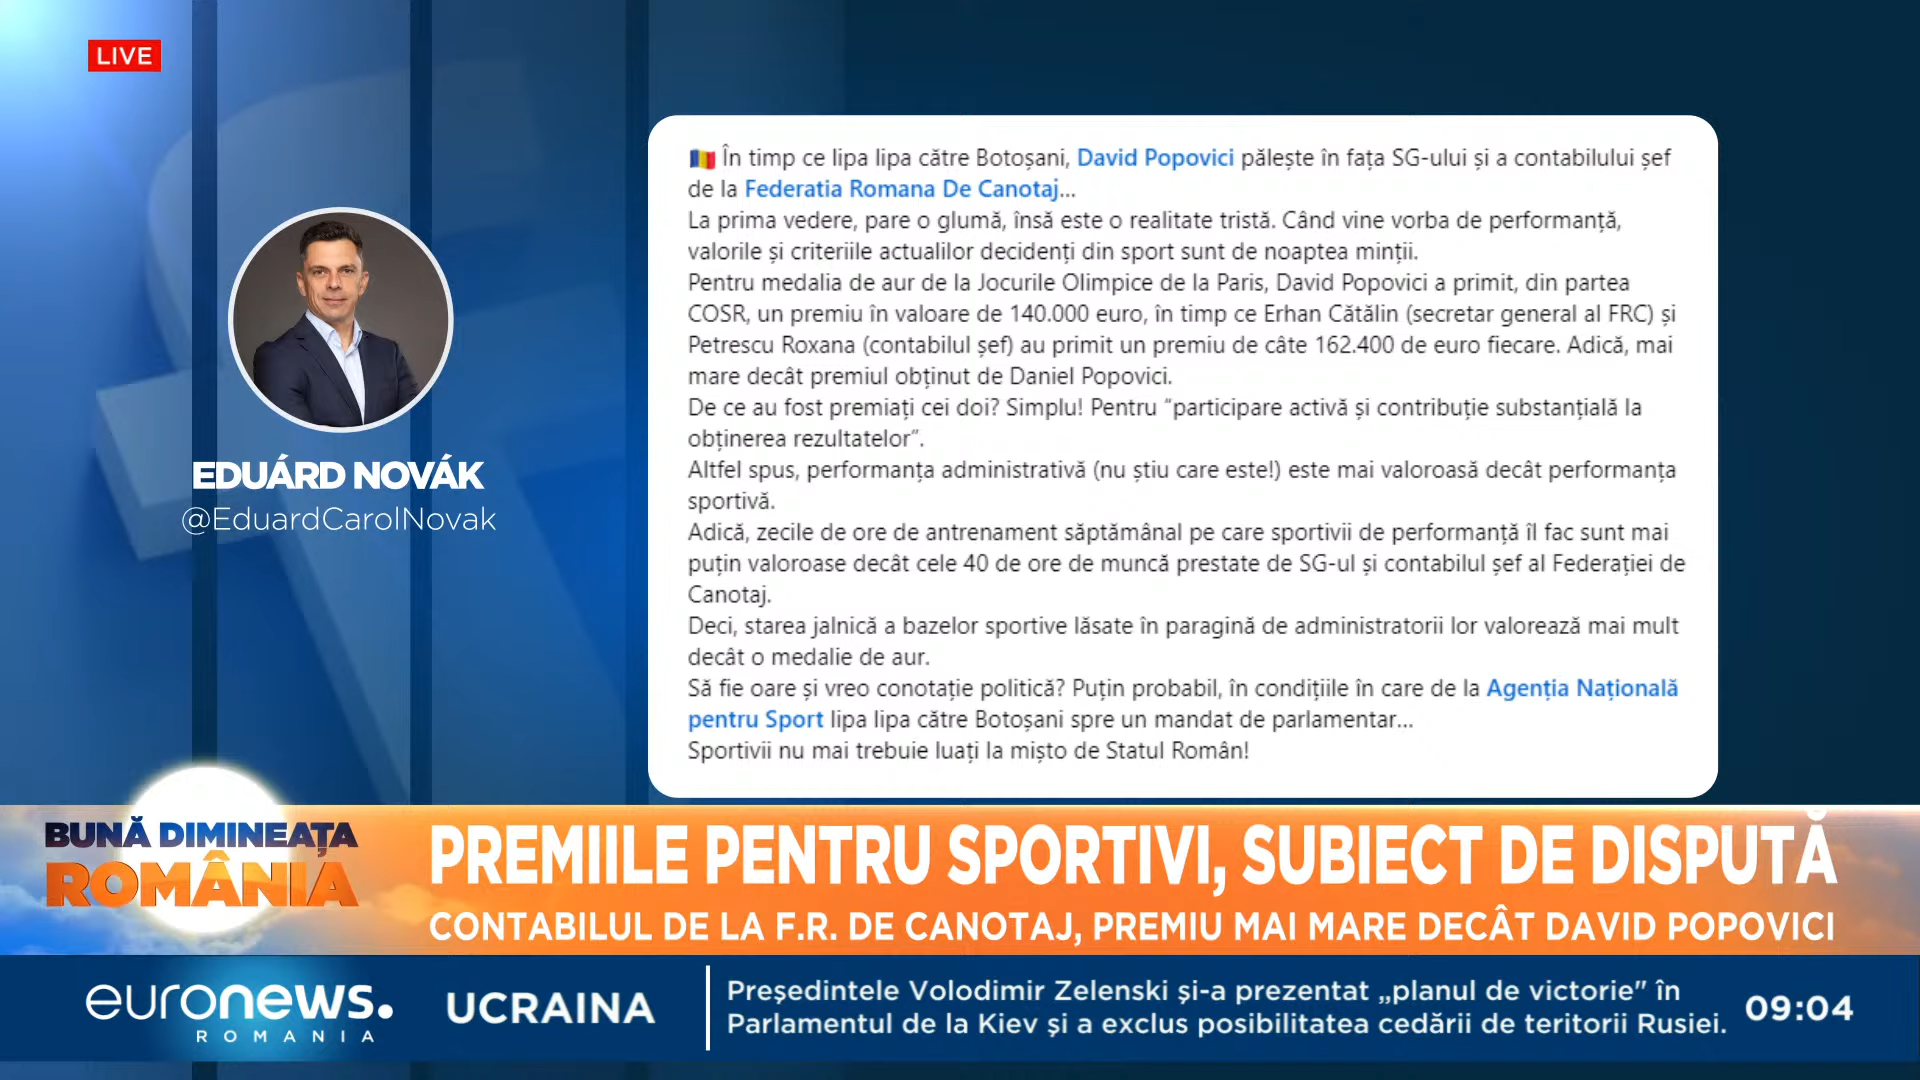 LIVE
🇷🇴 În timp ce lipa lipa către Botoșani, David Popovici pălește în fața SG-ului și a contabilului șef
de la Federatia Romana De Canotaj...
La prima vedere, pare o glumă, însă este o realitate tristă. Când vine vorba de performanță,
valorile și criteriile actualilor decidenți din sport sunt de noaptea minții.
Pentru medalia de aur de la Jocurile Olimpice de la Paris, David Popovici a primit, din partea
COSR, un premiu în valoare de 140.000 euro, în timp ce Erhan Cătălin (secretar general al FRC) și
Petrescu Roxana (contabilul șef) au primit un premiu de câte 162.400 de euro fiecare. Adică, mai
mare decât premiul obținut de Daniel Popovici.
De ce au fost premiați cei doi? Simplu! Pentru “participare activă și contribuție substanțială la
obținerea rezultatelor”.
Altfel spus, performanța administrativă (nu știu care este!) este mai valoroasă decât performanța
sportivă.
Adică, zecile de ore de antrenament săptămânal pe care sportivii de performanță îl fac sunt mai
puțin valoroase decât cele 40 de ore de muncă prestate de SG-ul și contabilul șef al Federației de
Canotaj.
Deci, starea jalnică a bazelor sportive lăsate în paragină de administratorii lor valorează mai mult
decât o medalie de aur.
Să fie oare și vreo conotație politică? Puțin probabil, în condițiile în care de la Agenția Națională
pentru Sport lipa lipa către Botoșani spre un mandat de parlamentar...
Sportivii nu mai trebuie luați la mișto de Statul Român!
EDUÁRD NOVÁK
@EduardCarolNovak
BUNĂ DIMINEAȚA
ROMÂNIA
PREMIILE PENTRU SPORTIVI, SUBIECT DE DISPUTĂ
CONTABILUL DE LA F.R. DE CANOTAJ, PREMIU MAI MARE DECÂT DAVID POPOVICI
euronews.
ROMANIA
UCRAINA
Președintele Volodimir Zelenski și-a prezentat „planul de victorie" în
Parlamentul de la Kiev și a exclus posibilitatea cedării de teritorii Rusiei.
09:04